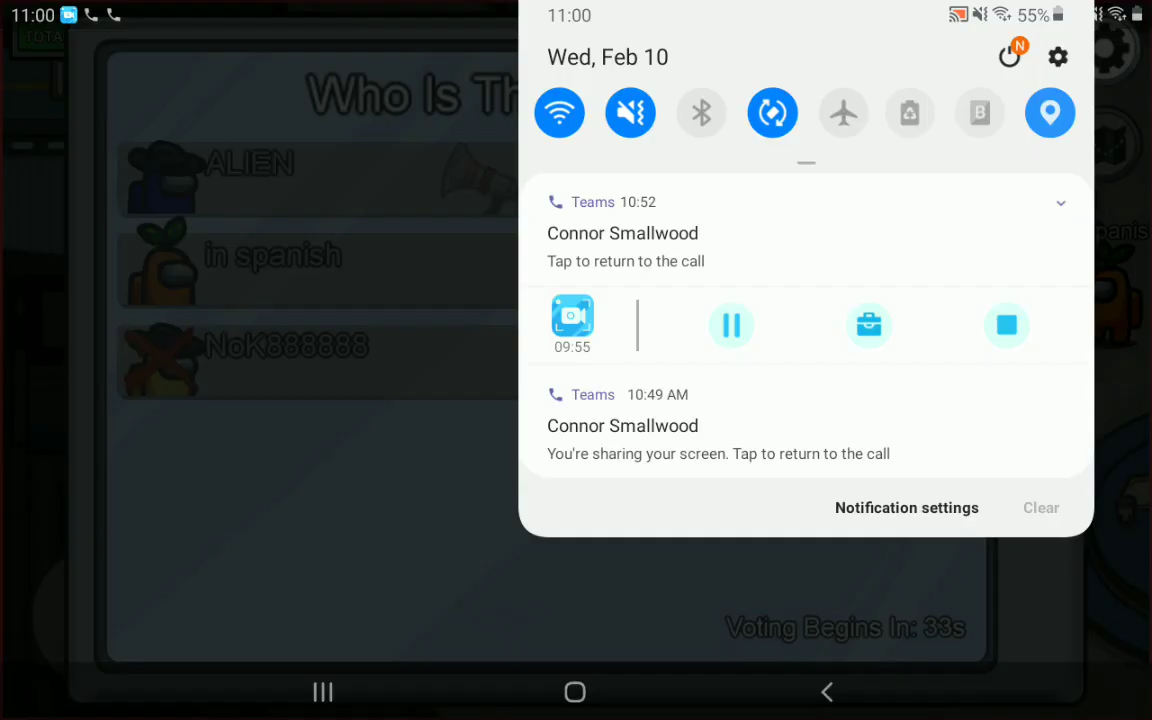 11:00
TOTA
Who Is Th
ALIEN
in spanish
NoK888888
Voting Begins In: 33s
11:00
55%
Wed, Feb 10
N
B
Teams 10:52
Connor Smallwood
Tap to return to the call
09:55
Teams 10:49 AM
Connor Smallwood
You're sharing your screen. Tap to return to the call
Notification settings
Clear
panis